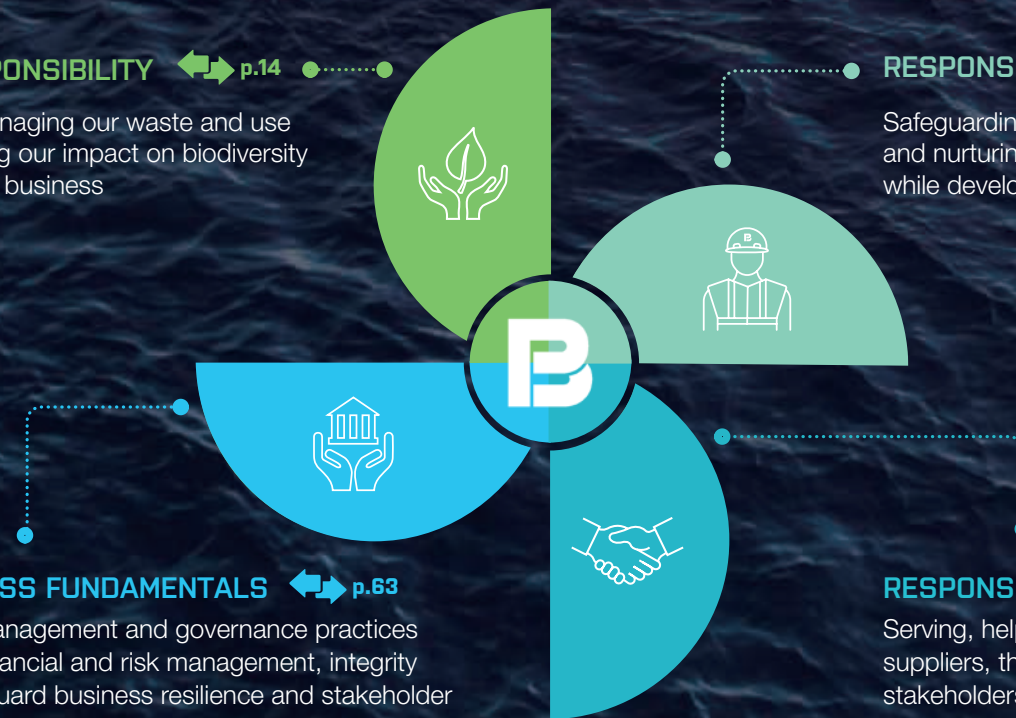 PONSIBILITY p.14
naging our waste and use
g our impact on biodiversity
business
RESPONS
Safeguardin
and nurturin
while develo
B
B
SS FUNDAMENTALS p.63
anagement and governance practices
nancial and risk management, integrity
uard business resilience and stakeholder
RESPONS
Serving, help
suppliers, th
stakeholders